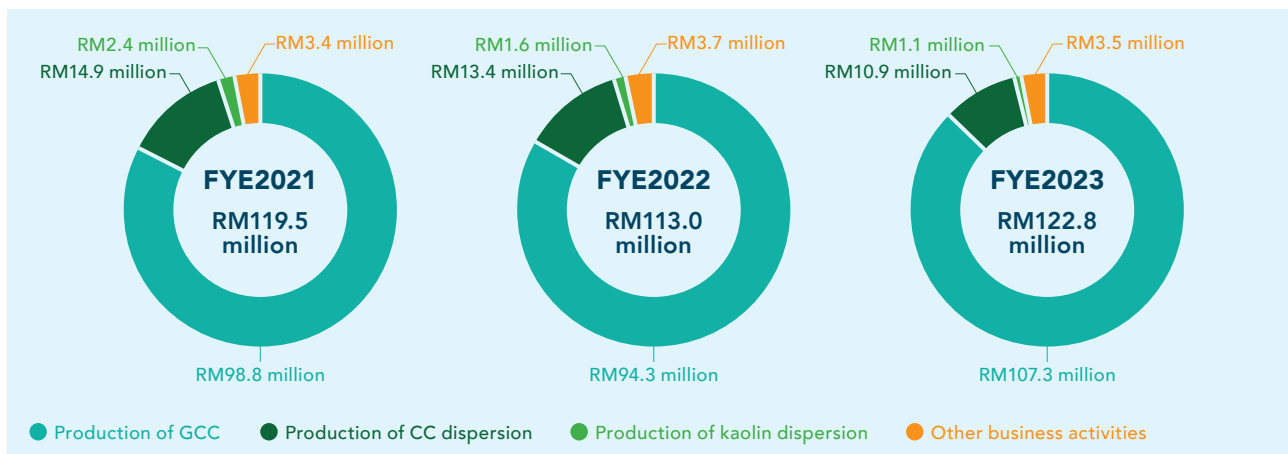 RM2.4 million
RM3.4 million
RM14.9 million
FYE2021
RM119.5
million
RM98.8 million
RM1.6 million
RM3.7 million
RM13.4 million
FYE2022
RM113.0
million
RM94.3 million
RM1.1 million
RM3.5 million
RM10.9 million
FYE2023
RM122.8
million
RM107.3 million
Production of GCC
Production of CC dispersion
Production of kaolin dispersion
Other business activities